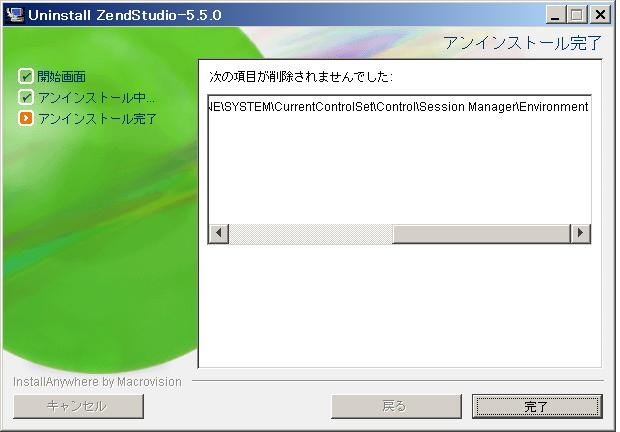 Uninstall ZendStudio-5.5.0
アンインストール完了
開始画面
アンインストール中...
アンインストール完了
次の項目が削除されませんでした:
NE\SYSTEM\CurrentControlSet\Control\Session Manager\Environment
InstallAnywhere by Macrovision
キャンセル
戻る
完了